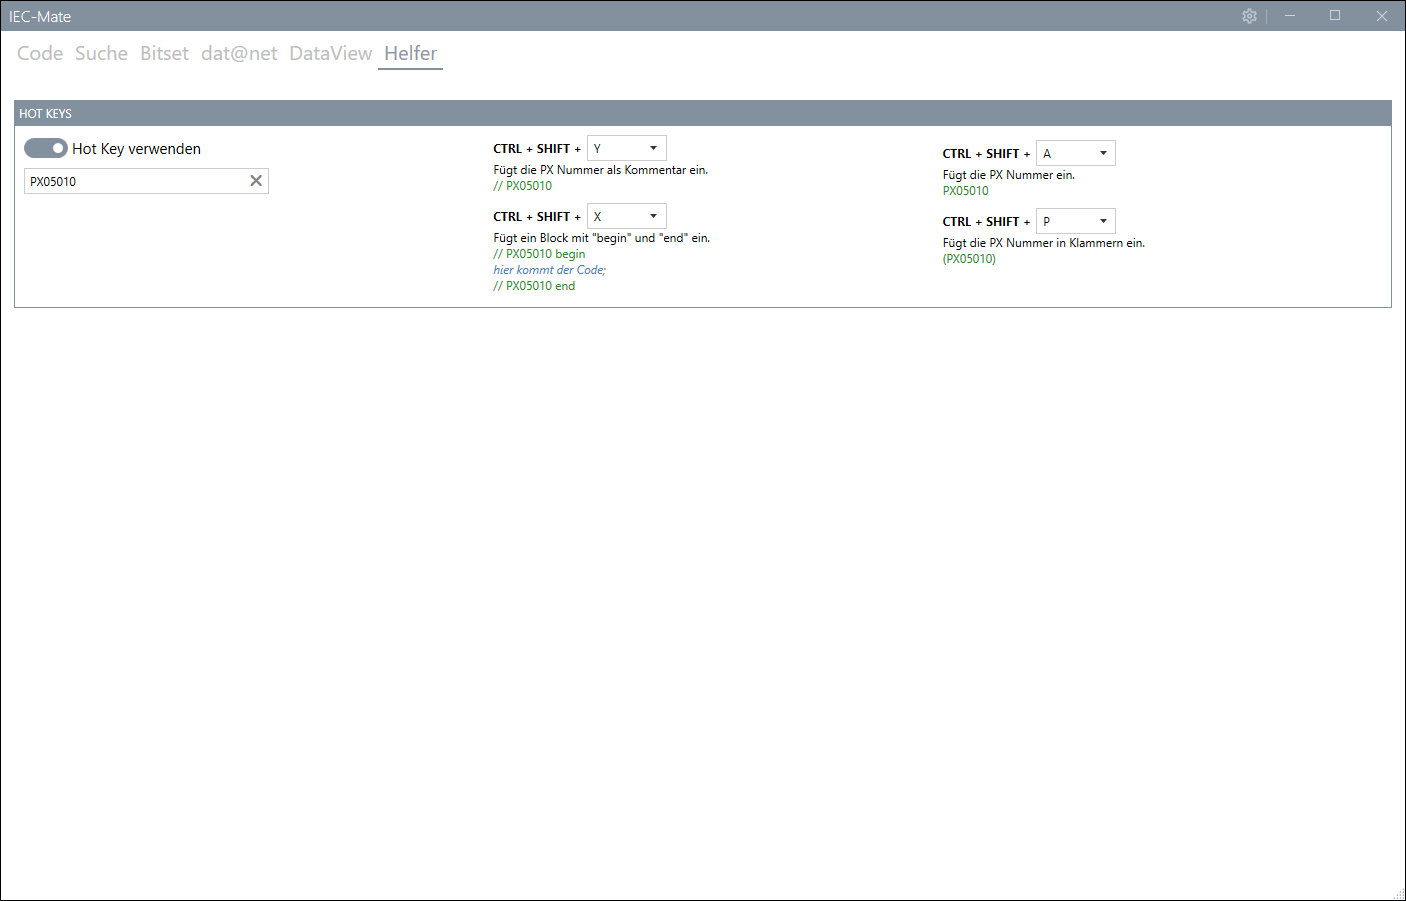 IEC-Mate
Code Suche Bitset dat@net DataView Helfer
HOT KEYS
Hot Key verwenden
PX05010
CTRL + SHIFT + Y
Fügt die PX Nummer als Kommentar ein.
// PX05010
CTRL + SHIFT + X
Fügt ein Block mit "begin" und "end" ein.
// PX05010 begin
hier kommt der Code;
// PX05010 end
CTRL + SHIFT + A
Fügt die PX Nummer ein.
PX05010
CTRL + SHIFT + P
Fügt die PX Nummer in Klammern ein.
(PX05010)